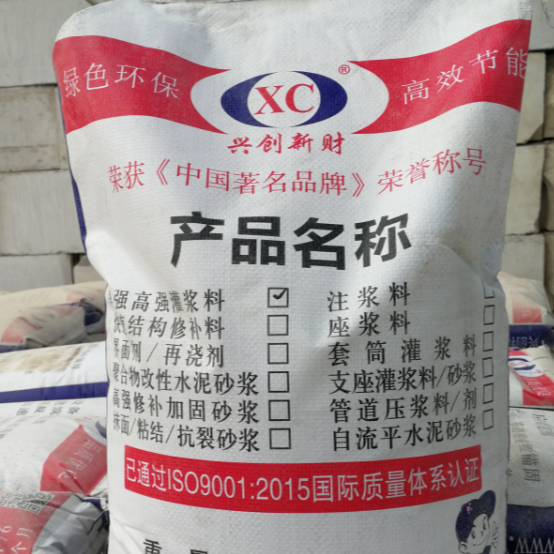 绿色环保
XC
®
高效节能
兴创新财
荣获《中国著名品牌》荣誉称号
产品名称
强高强灌浆料 ☑ 注浆料 □
结构修补料 □ 座浆料 □
界面剂/再浇剂 □ 套筒灌浆料 □
聚合物改性水泥砂浆 □ 支座灌浆料/砂浆 □
高强修补加固砂浆 □ 管道压浆料/剂 □
面/粘结/抗裂砂浆 □ 自流平水泥砂浆 □
已通过ISO9001:2015国际质量体系认证